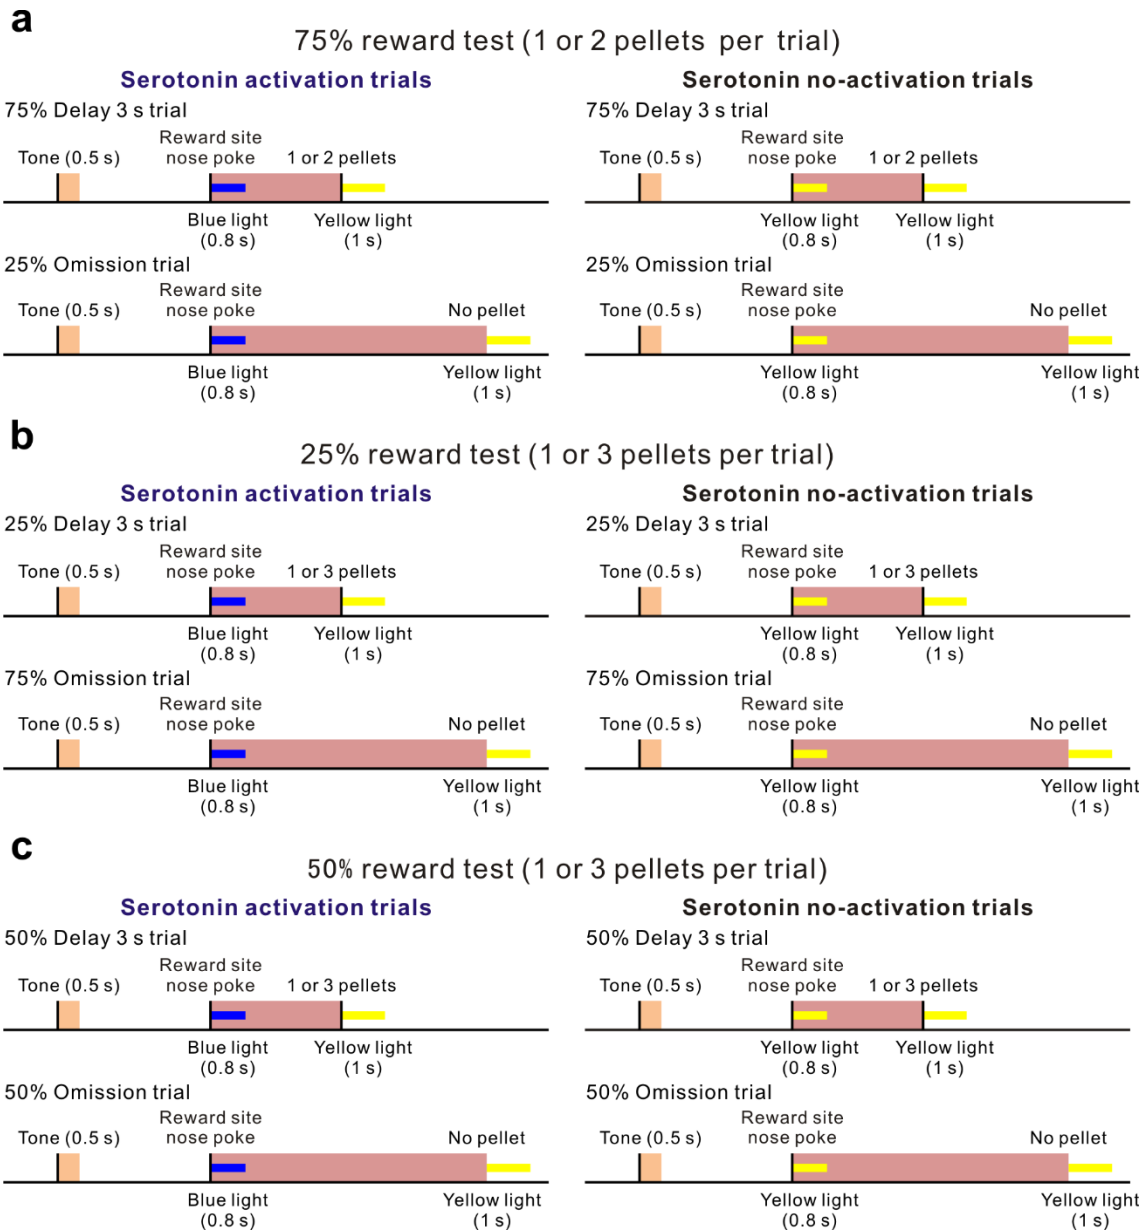 a
75% reward test (1 or 2 pellets per trial)
Serotonin activation trials
75% Delay 3 s trial
Tone (0.5 s)
Reward site
nose poke
1 or 2 pellets
Blue light
(0.8 s)
Yellow light
(1 s)
25% Omission trial
Tone (0.5 s)
Reward site
nose poke
No pellet
Blue light
(0.8 s)
Yellow light
(1 s)
Serotonin no-activation trials
75% Delay 3 s trial
Tone (0.5 s)
Reward site
nose poke
1 or 2 pellets
Yellow light
(0.8 s)
Yellow light
(1 s)
25% Omission trial
Tone (0.5 s)
Reward site
nose poke
No pellet
Yellow light
(0.8 s)
Yellow light
(1 s)
b
25% reward test (1 or 3 pellets per trial)
Serotonin activation trials
25% Delay 3 s trial
Tone (0.5 s)
Reward site
nose poke
1 or 3 pellets
Blue light
(0.8 s)
Yellow light
(1 s)
75% Omission trial
Tone (0.5 s)
Reward site
nose poke
No pellet
Blue light
(0.8 s)
Yellow light
(1 s)
Serotonin no-activation trials
25% Delay 3 s trial
Tone (0.5 s)
Reward site
nose poke
1 or 3 pellets
Yellow light
(0.8 s)
Yellow light
(1 s)
75% Omission trial
Tone (0.5 s)
Reward site
nose poke
No pellet
Yellow light
(0.8 s)
Yellow light
(1 s)
c
50% reward test (1 or 3 pellets per trial)
Serotonin activation trials
50% Delay 3 s trial
Tone (0.5 s)
Reward site
nose poke
1 or 3 pellets
Blue light
(0.8 s)
Yellow light
(1 s)
50% Omission trial
Tone (0.5 s)
Reward site
nose poke
No pellet
Blue light
(0.8 s)
Yellow light
(1 s)
Serotonin no-activation trials
50% Delay 3 s trial
Tone (0.5 s)
Reward site
nose poke
1 or 3 pellets
Yellow light
(0.8 s)
Yellow light
(1 s)
50% Omission trial
Tone (0.5 s)
Reward site
nose poke
No pellet
Yellow light
(0.8 s)
Yellow light
(1 s)